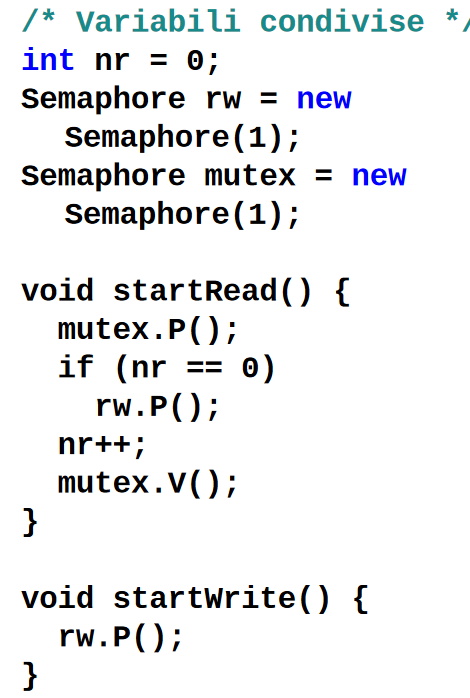 /* Variabili condivise */
int nr = 0;
Semaphore rw = new
Semaphore(1);
Semaphore mutex = new
Semaphore(1);
void startRead() {
mutex.P();
if (nr == 0)
rw.P();
nr++;
mutex.V();
}
void startWrite() {
rw.P();
}